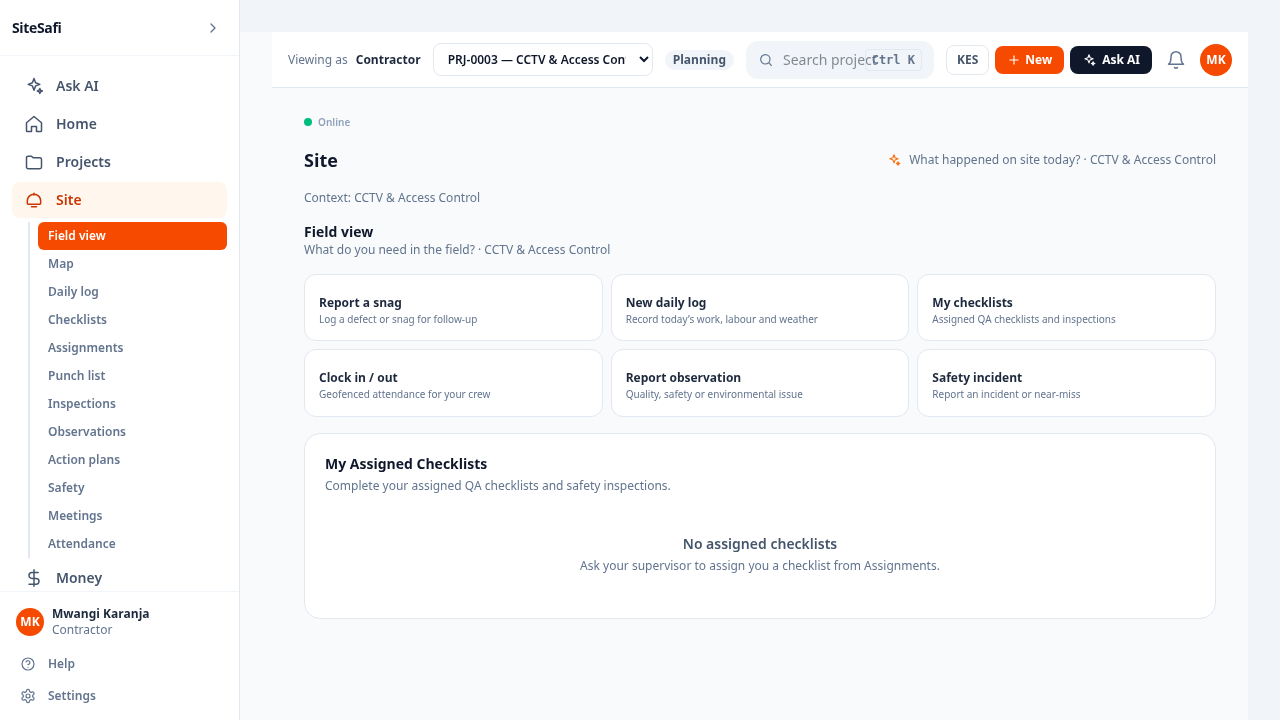 SiteSafi
Ask AI
Home
Projects
Site
Field view
Map
Daily log
Checklists
Assignments
Punch list
Inspections
Observations
Action plans
Safety
Meetings
Attendance
Money
MK
Mwangi Karanja
Contractor
Help
Settings
Viewing as Contractor
PRJ-0003 — CCTV & Access Con
Planning
Search project
Ctrl K
KES
New
Ask AI
MK
Online
Site
What happened on site today? · CCTV & Access Control
Context: CCTV & Access Control
Field view
What do you need in the field? · CCTV & Access Control
Report a snag
Log a defect or snag for follow-up
New daily log
Record today’s work, labour and weather
My checklists
Assigned QA checklists and inspections
Clock in / out
Geofenced attendance for your crew
Report observation
Quality, safety or environmental issue
Safety incident
Report an incident or near-miss
My Assigned Checklists
Complete your assigned QA checklists and safety inspections.
No assigned checklists
Ask your supervisor to assign you a checklist from Assignments.